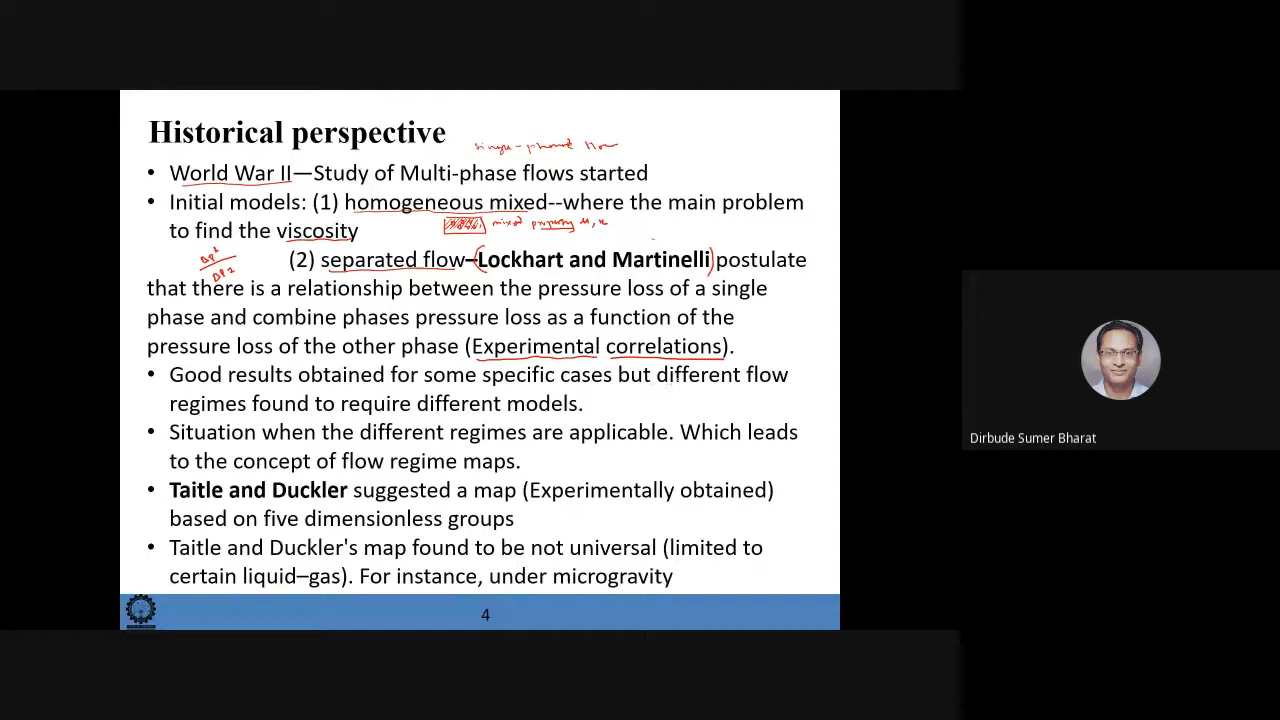 Historical perspective
single-phase flow
• World War II—Study of Multi-phase flows started
• Initial models: (1) homogeneous mixed--where the main problem
mixed property
to find the viscosity
(2) separated flow–Lockhart and Martinelli postulate
that there is a relationship between the pressure loss of a single
phase and combine phases pressure loss as a function of the
pressure loss of the other phase (Experimental correlations).
• Good results obtained for some specific cases but different flow
regimes found to require different models.
• Situation when the different regimes are applicable. Which leads
to the concept of flow regime maps.
• Taitle and Duckler suggested a map (Experimentally obtained)
based on five dimensionless groups
• Taitle and Duckler's map found to be not universal (limited to
certain liquid–gas). For instance, under microgravity
4
Dirbude Sumer Bharat